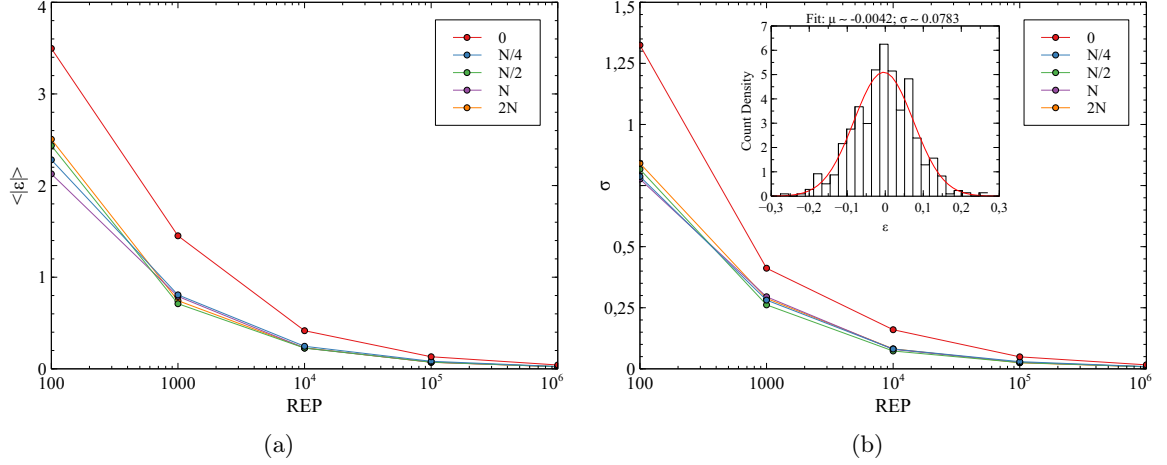 4
3
2
1
0
<|ε|>
100
1000
10⁴
10⁵
10⁶
REP
0
N/4
N/2
N
2N
(a)
1,5
1,25
1
0,5
0,25
0
σ
100
1000
10⁴
10⁵
10⁶
REP
0
N/4
N/2
N
2N
Fit: μ ~ -0.0042; σ ~ 0.0783
7
6
5
4
3
2
1
0
Count Density
−0,3
−0,2
−0,1
0
0,1
0,2
0,3
ε
(b)